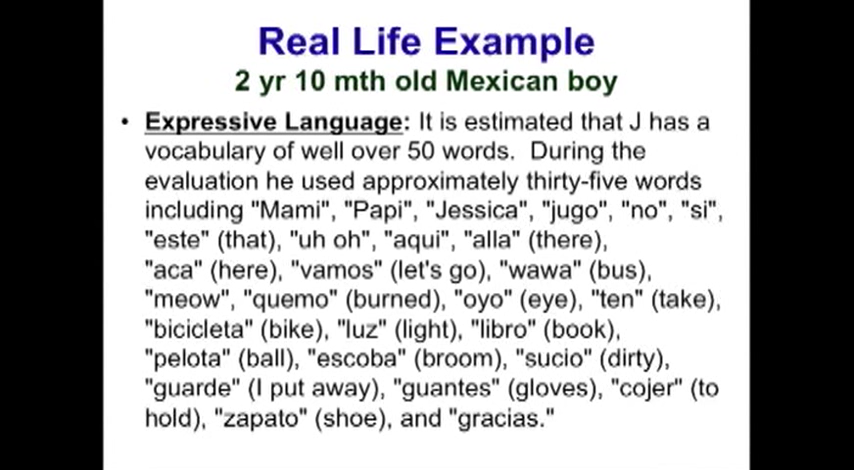 Real Life Example
2 yr 10 mth old Mexican boy
• Expressive Language: It is estimated that J has a
vocabulary of well over 50 words. During the
evaluation he used approximately thirty-five words
including "Mami", "Papi", "Jessica", "jugo", "no", "si",
"este" (that), "uh oh", "aqui", "alla" (there),
"aca" (here), "vamos" (let's go), "wawa" (bus),
"meow", "quemo" (burned), "oyo" (eye), "ten" (take),
"bicicleta" (bike), "luz" (light), "libro" (book),
"pelota" (ball), "escoba" (broom), "sucio" (dirty),
"guarde" (I put away), "guantes" (gloves), "cojer" (to
hold), "zapato" (shoe), and "gracias."